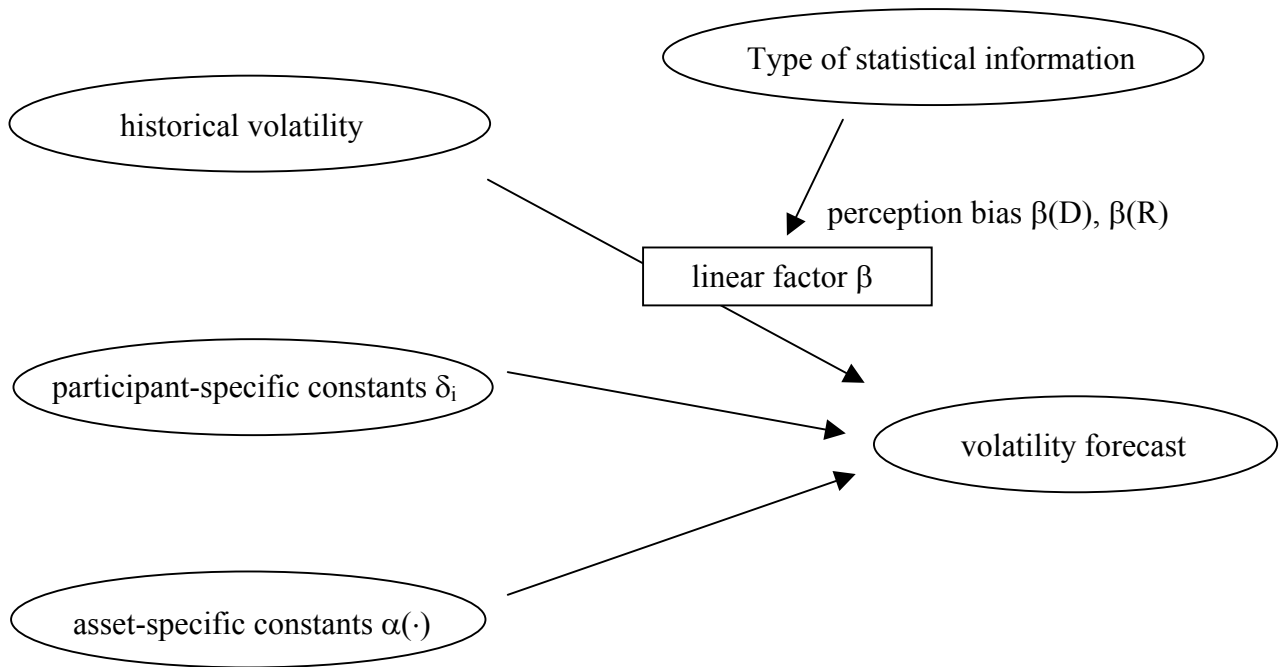 Type of statistical information
historical volatility
perception bias β(D), β(R)
linear factor β
participant-specific constants δi
volatility forecast
asset-specific constants α(·)